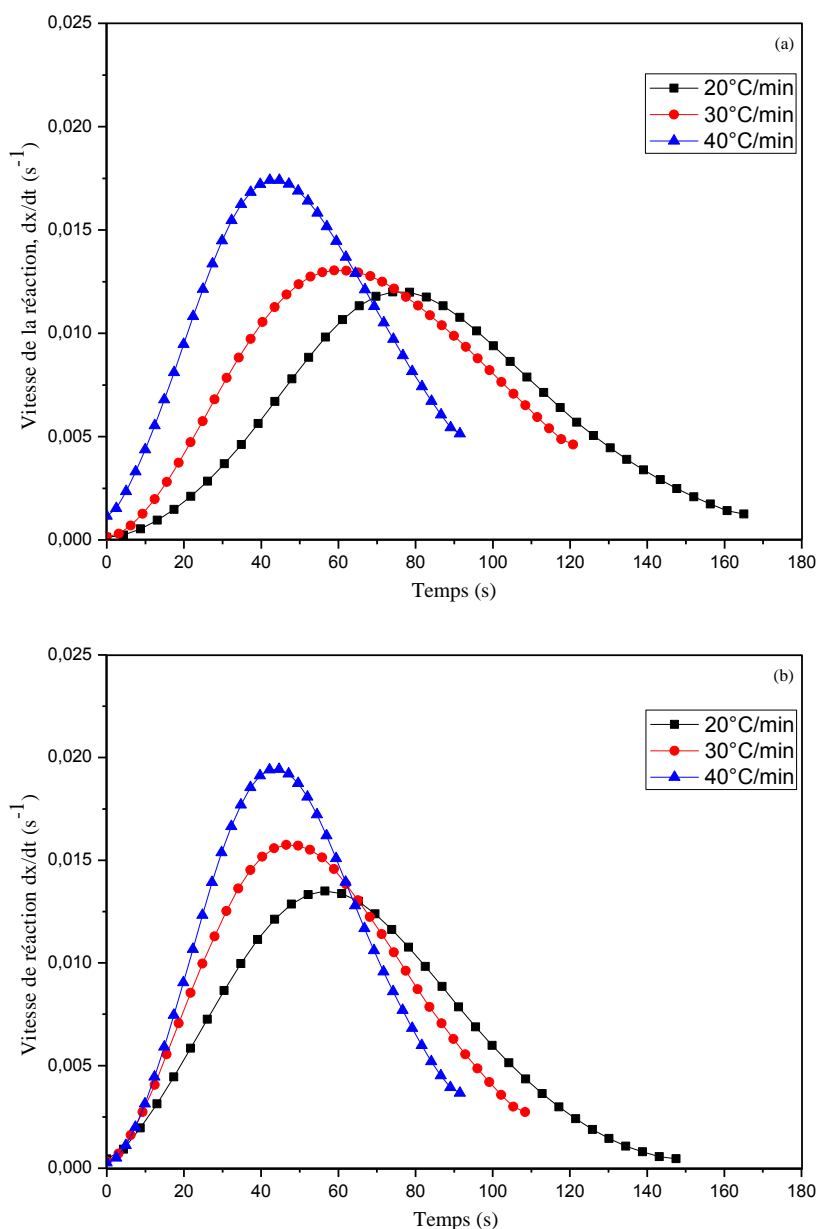 0,025
(a)
20°C/min
30°C/min
40°C/min
0,020
0,015
0,010
0,005
0,000
Vitesse de la réaction, dx/dt (s⁻¹)
0 20 40 60 80 100 120 140 160 180
Temps (s)
0,025
(b)
20°C/min
30°C/min
40°C/min
0,020
0,015
0,010
0,005
0,000
Vitesse de réaction dx/dt (s⁻¹)
0 20 40 60 80 100 120 140 160 180
Temps (s)